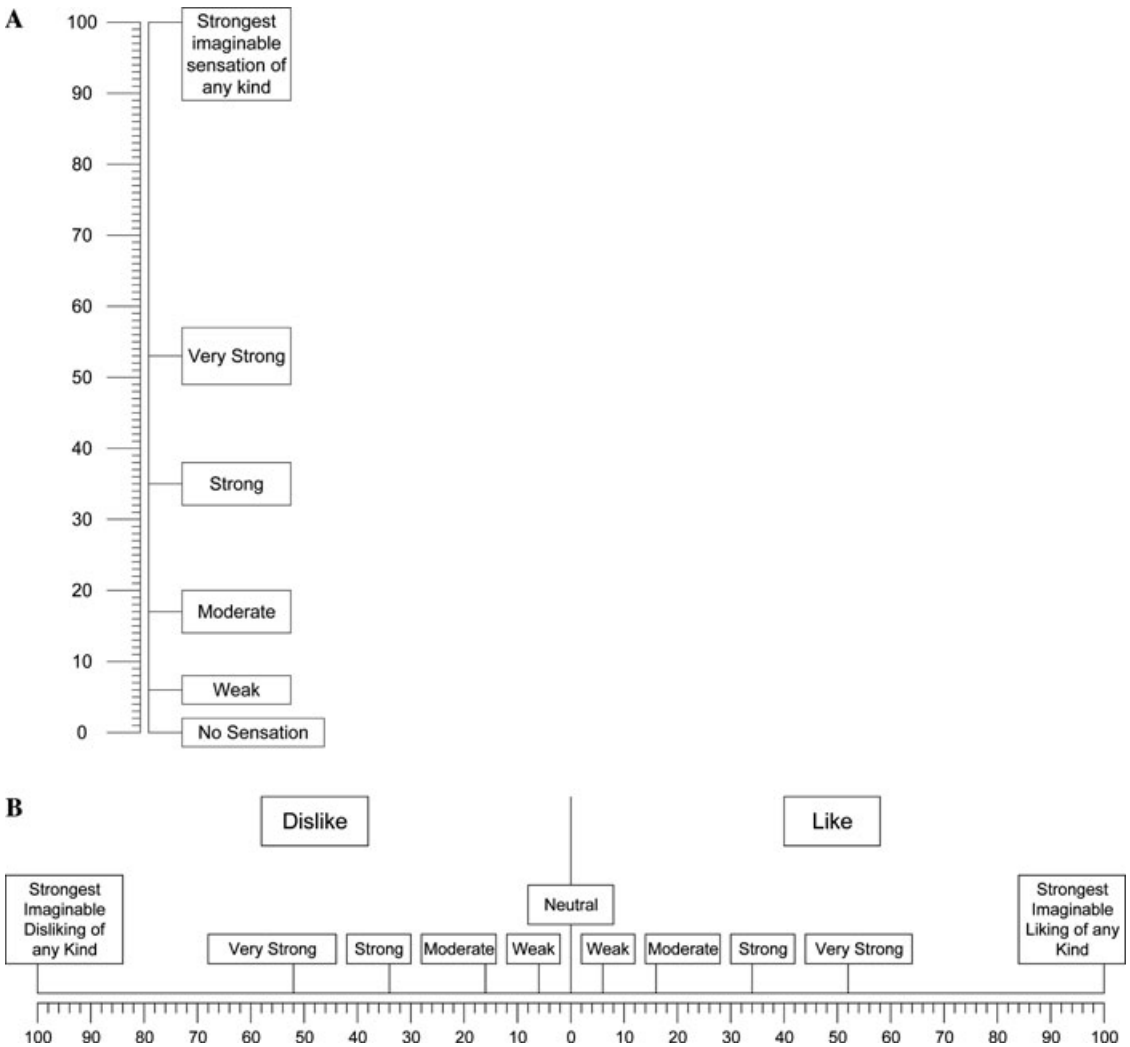 A
100
Strongest
imaginable
sensation of
any kind
90
80
70
60
Very Strong
50
40
Strong
30
20
Moderate
10
Weak
0
No Sensation
B
Dislike
Like
Strongest
Imaginable
Disliking of
any Kind
Neutral
Strongest
Imaginable
Liking of any
Kind
Very Strong Strong Moderate Weak Weak Moderate Strong Very Strong
100 90 80 70 60 50 40 30 20 10 0 10 20 30 40 50 60 70 80 90 100